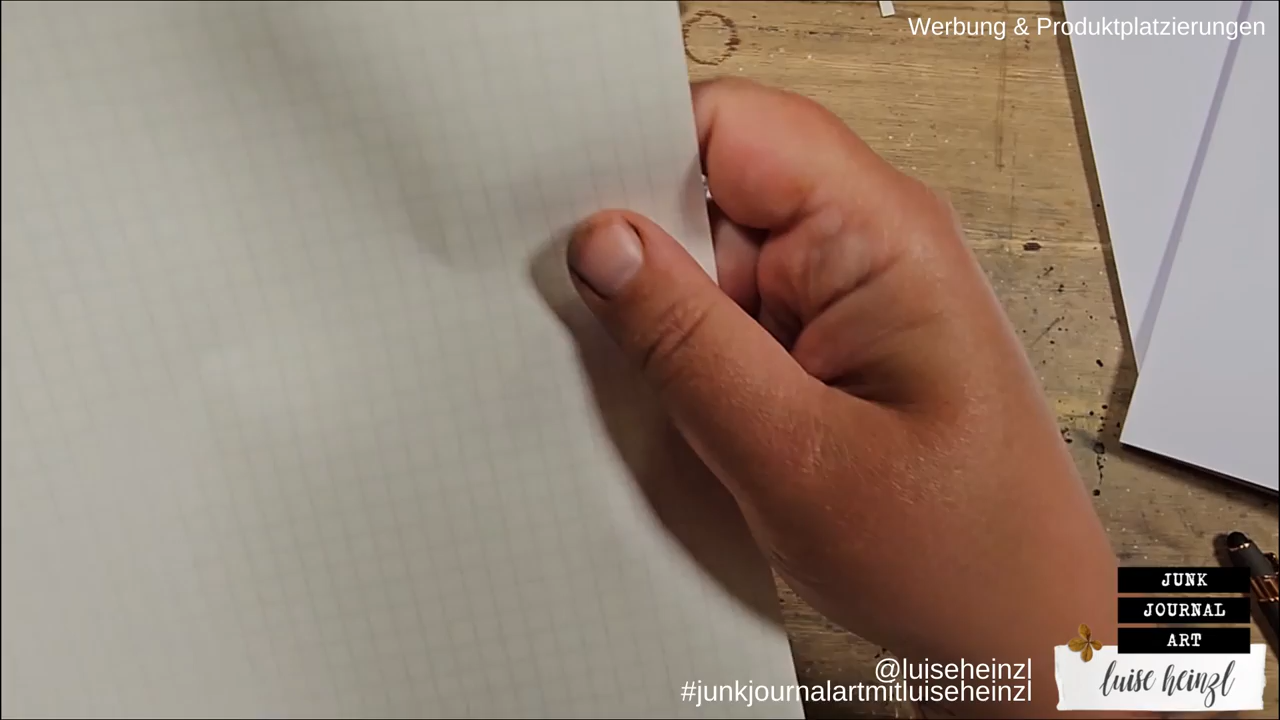 Werbung & Produktplatzierungen
JUNK
JOURNAL
ART
luise heinzl
@luiseheinzl
#junkjournalartmitluiseheinzl